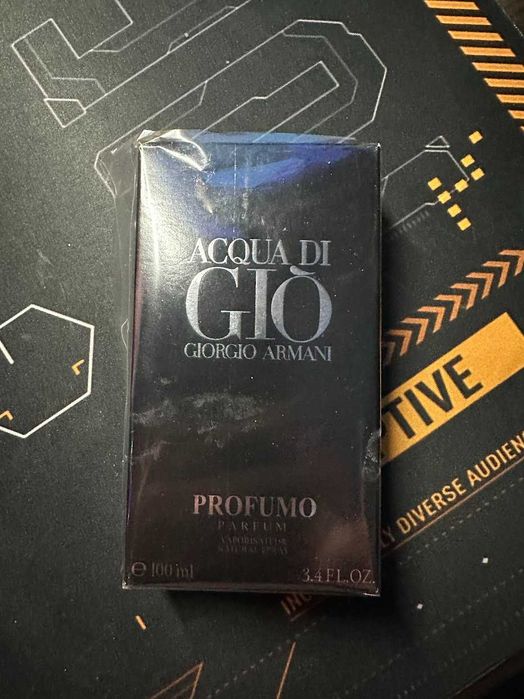 ACQUA DI
GIÒ
GIORGIO ARMANI
PROFUMO
PARFUM
VAPORISATEUR
NATURAL SPRAY
℮ 100 ml
3.4 FL.OZ.
TIVE
LY DIVERSE AUDIEN